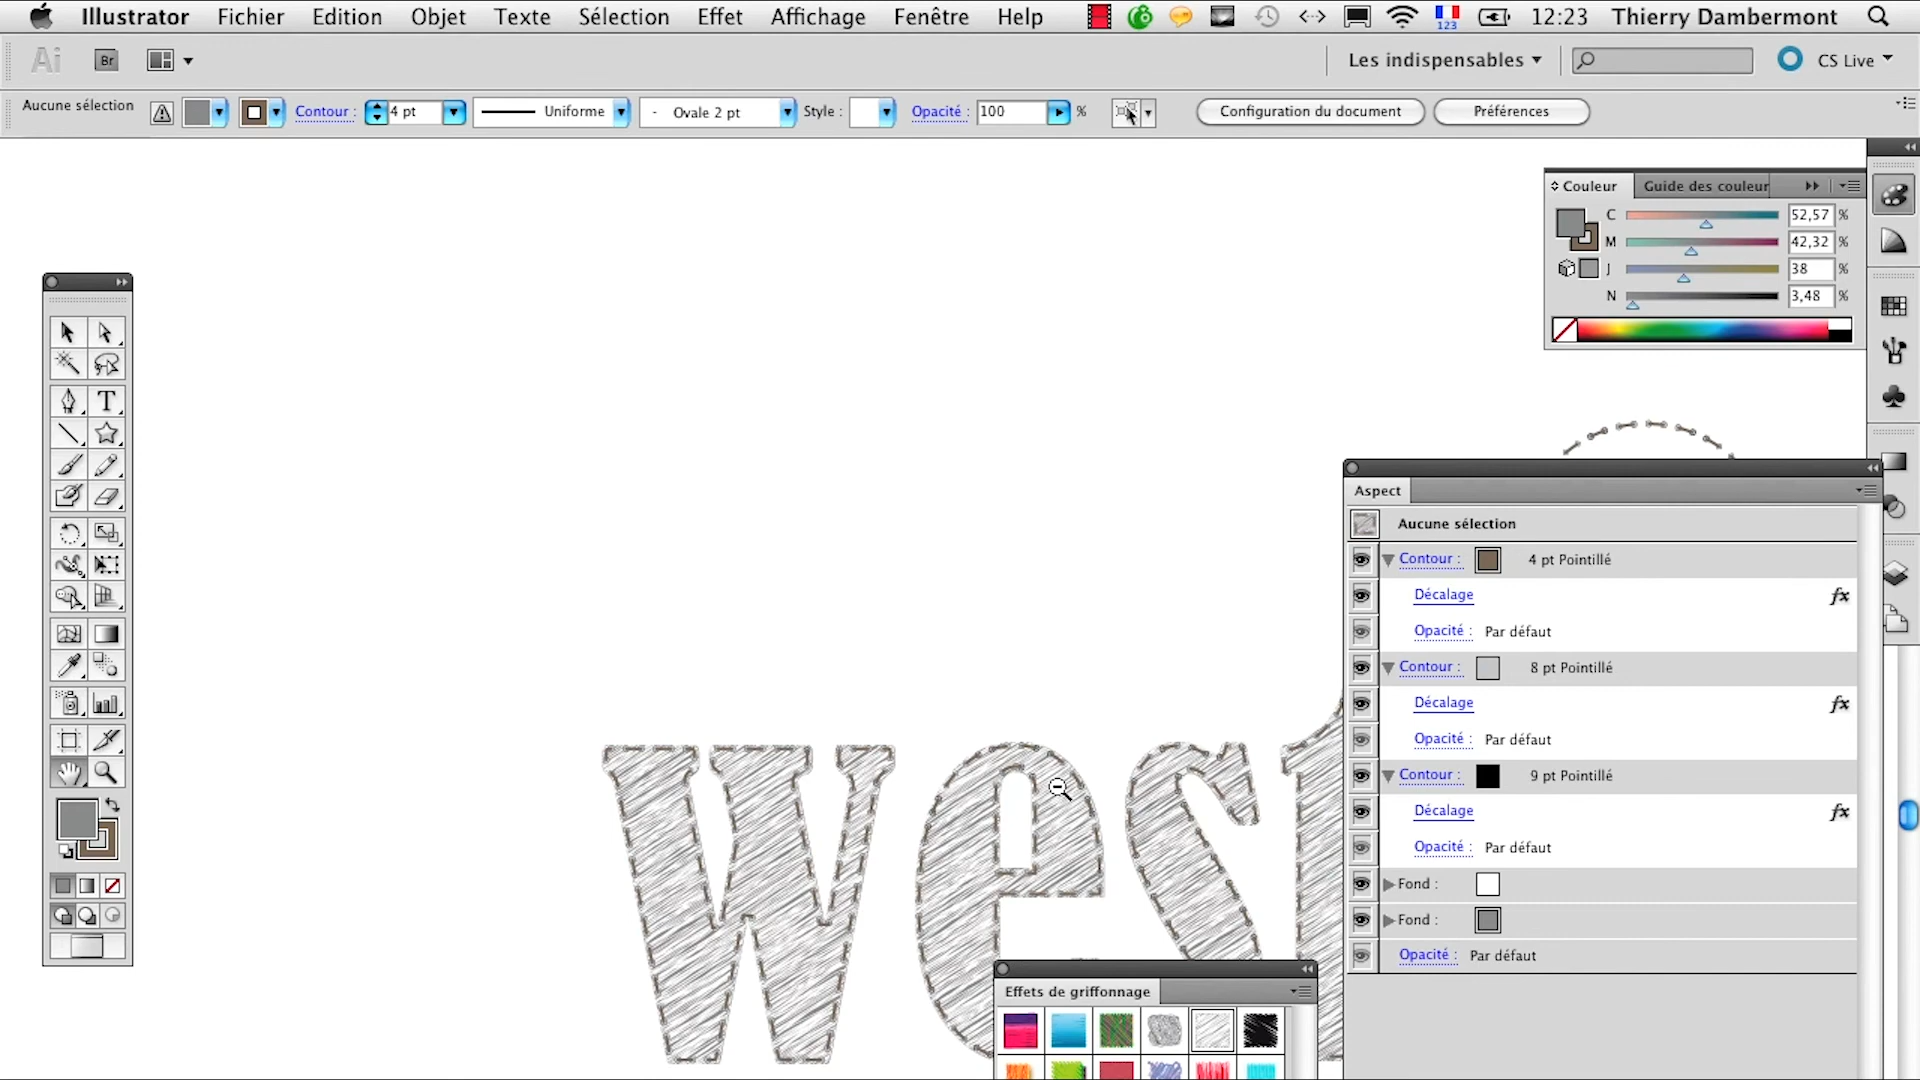 Illustrator Fichier Edition Objet Texte Sélection Effet Affichage Fenêtre Help 123 12:23 Thierry Dambermont
Ai Br Les indispensables CS Live
Aucune sélection Contour : 4 pt Uniforme Ovale 2 pt Style : Opacité : 100 % Configuration du document Préférences
Couleur Guide des couleur
C 52,57 %
M 42,32 %
J 38 %
N 3,48 %
Aspect
Aucune sélection
Contour : 4 pt Pointillé
Décalage fx
Opacité : Par défaut
Contour : 8 pt Pointillé
Décalage fx
Opacité : Par défaut
Contour : 9 pt Pointillé
Décalage fx
Opacité : Par défaut
Fond :
Fond :
Opacité : Par défaut
T
west
Effets de griffonnage